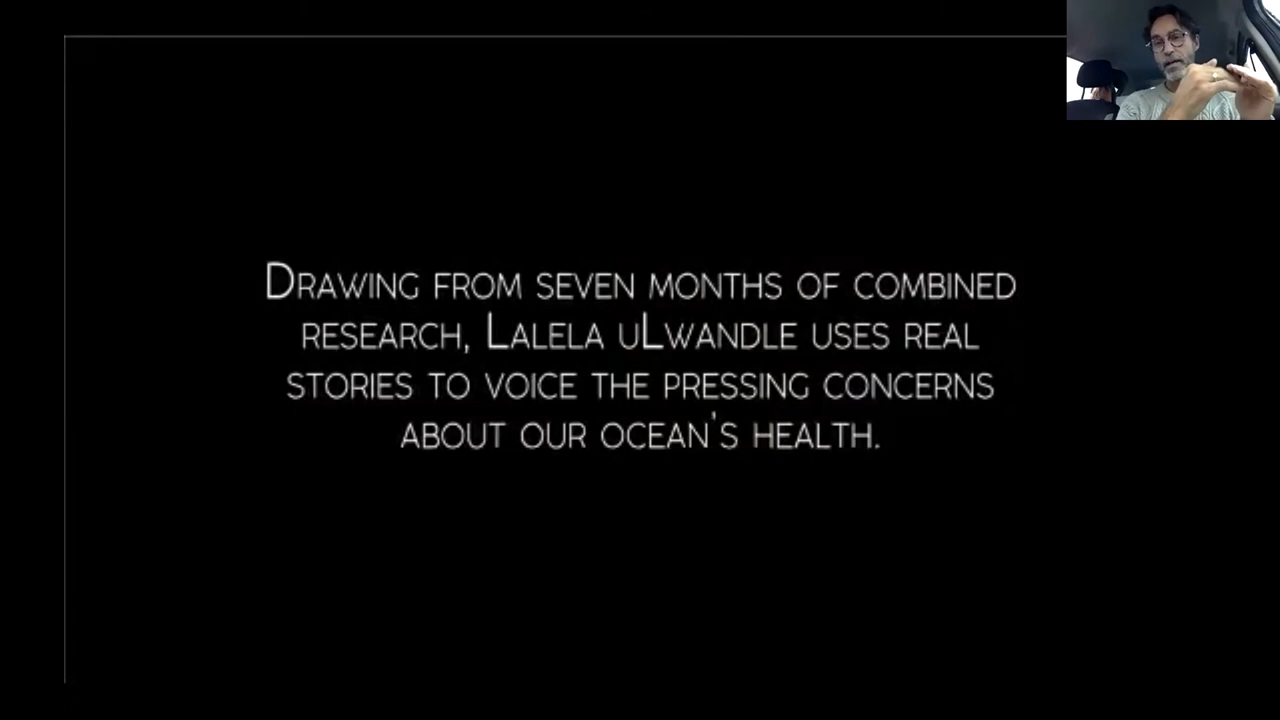 Drawing from seven months of combined
research, Lalela uLwandle uses real
stories to voice the pressing concerns
about our ocean's health.